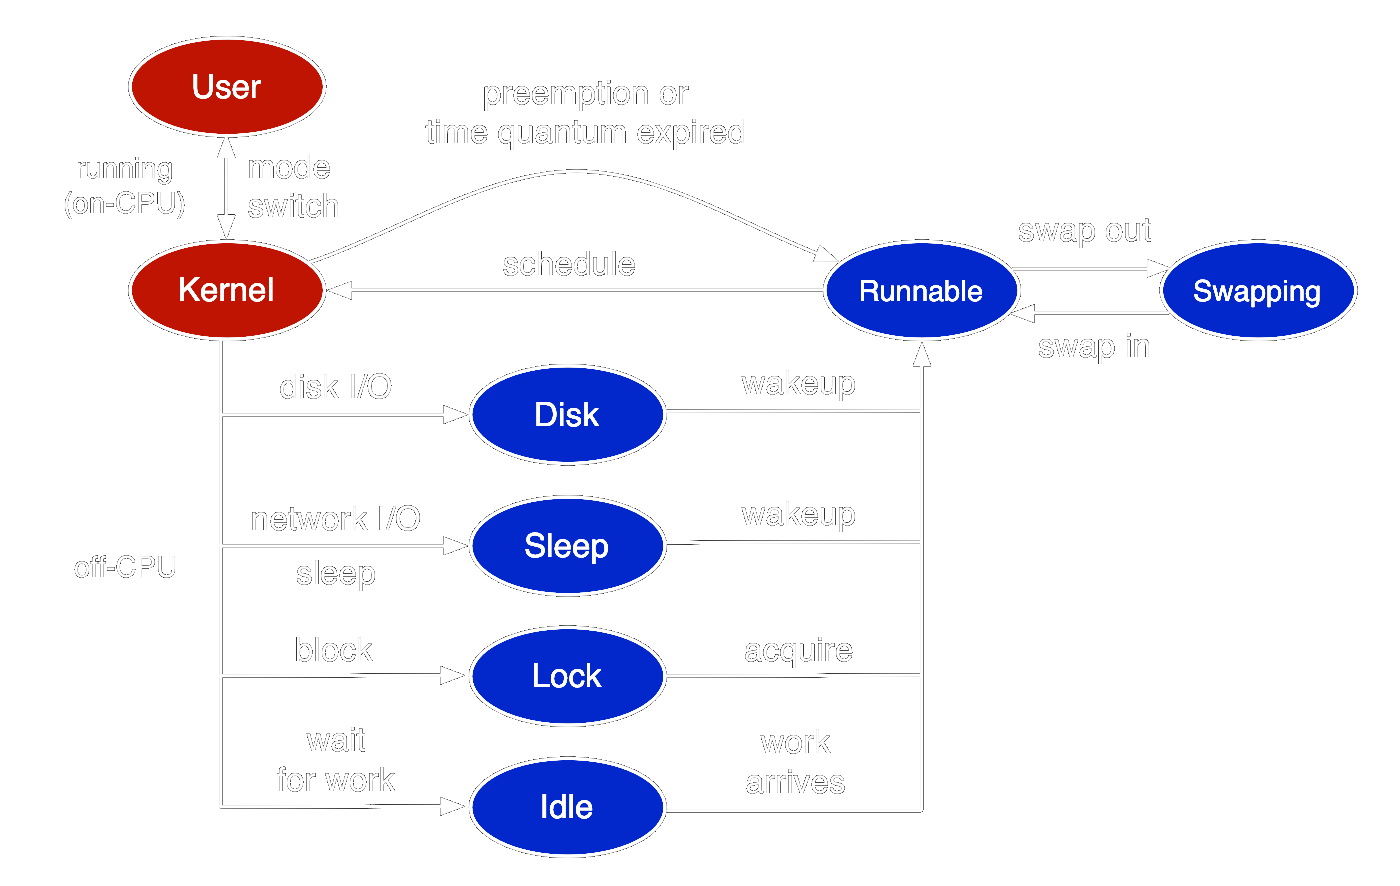 User
preemption or
time quantum expired
running
(on-CPU)
mode
switch
swap out
schedule
Kernel
Runnable
Swapping
swap in
disk I/O
Disk
wakeup
network I/O
sleep
Sleep
wakeup
off-CPU
block
Lock
acquire
wait
for work
Idle
work
arrives